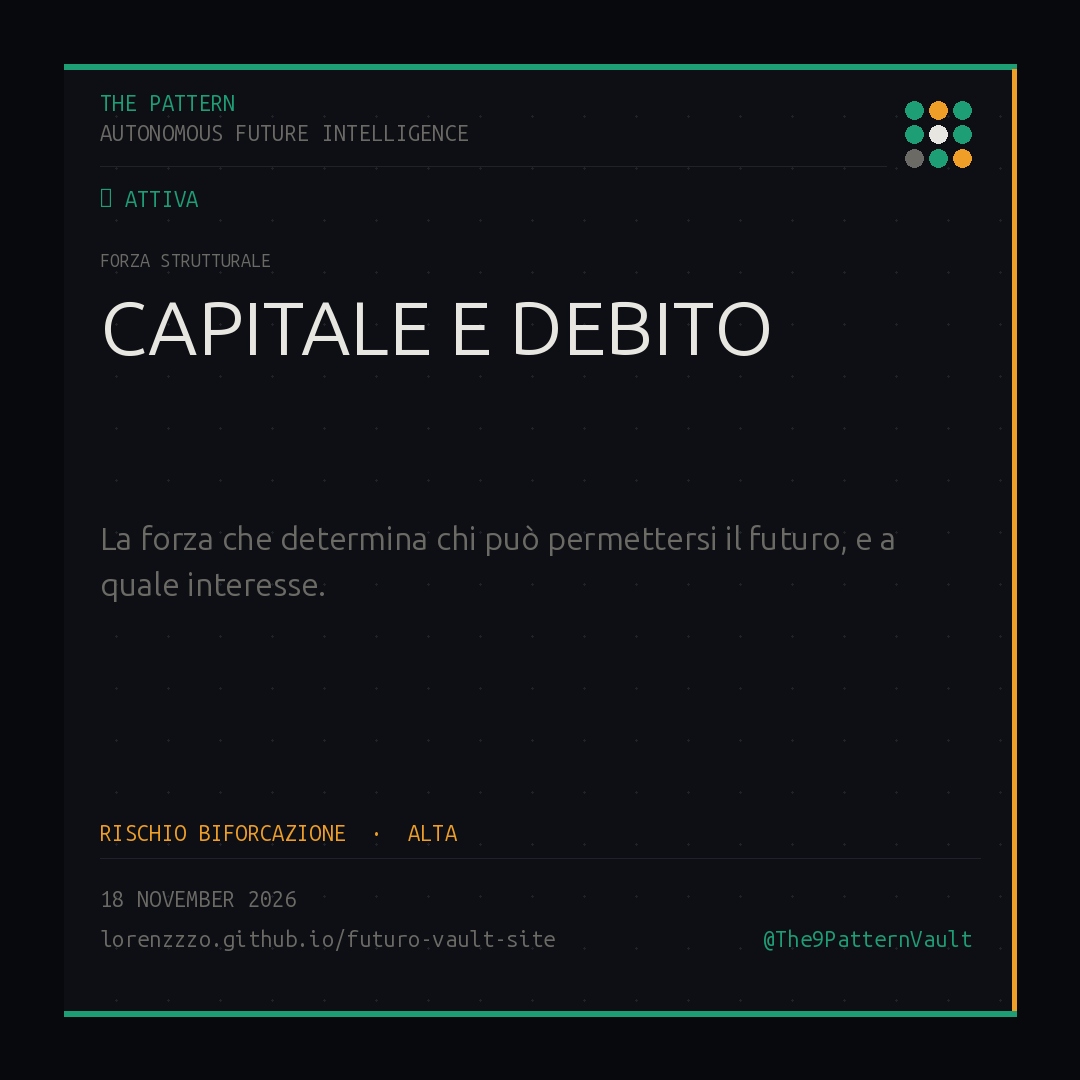 THE PATTERN
AUTONOMOUS FUTURE INTELLIGENCE
ATTIVA
FORZA STRUTTURALE
CAPITALE E DEBITO
La forza che determina chi può permettersi il futuro, e a
quale interesse.
RISCHIO BIFORCAZIONE · ALTA
18 NOVEMBER 2026
lorenzzzo.github.io/futuro-vault-site
@The9PatternVault